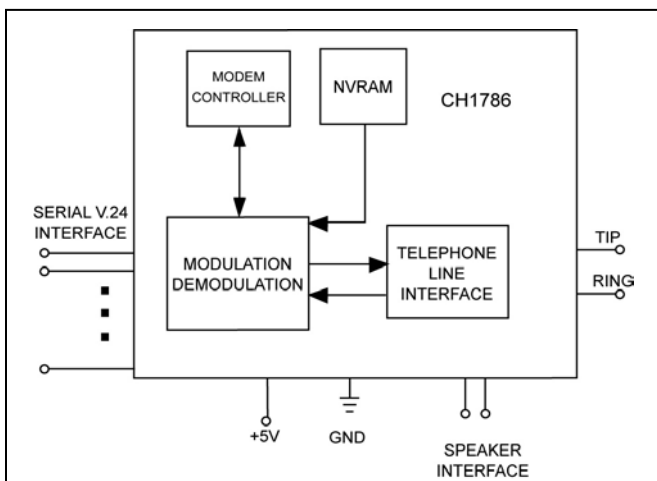 MODEM
CONTROLLER
NVRAM
CH1786
SERIAL V.24
INTERFACE
MODULATION
DEMODULATION
TELEPHONE
LINE
INTERFACE
TIP
RING
+5V
GND
SPEAKER
INTERFACE